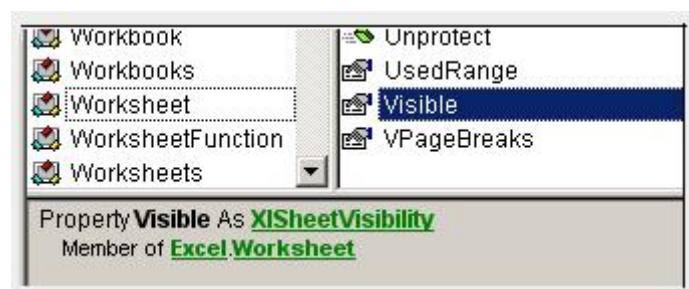 Workbook
Workbooks
Worksheet
WorksheetFunction
Worksheets
Unprotect
UsedRange
Visible
VPageBreaks
Property Visible As XlSheetVisibility
Member of Excel.Worksheet